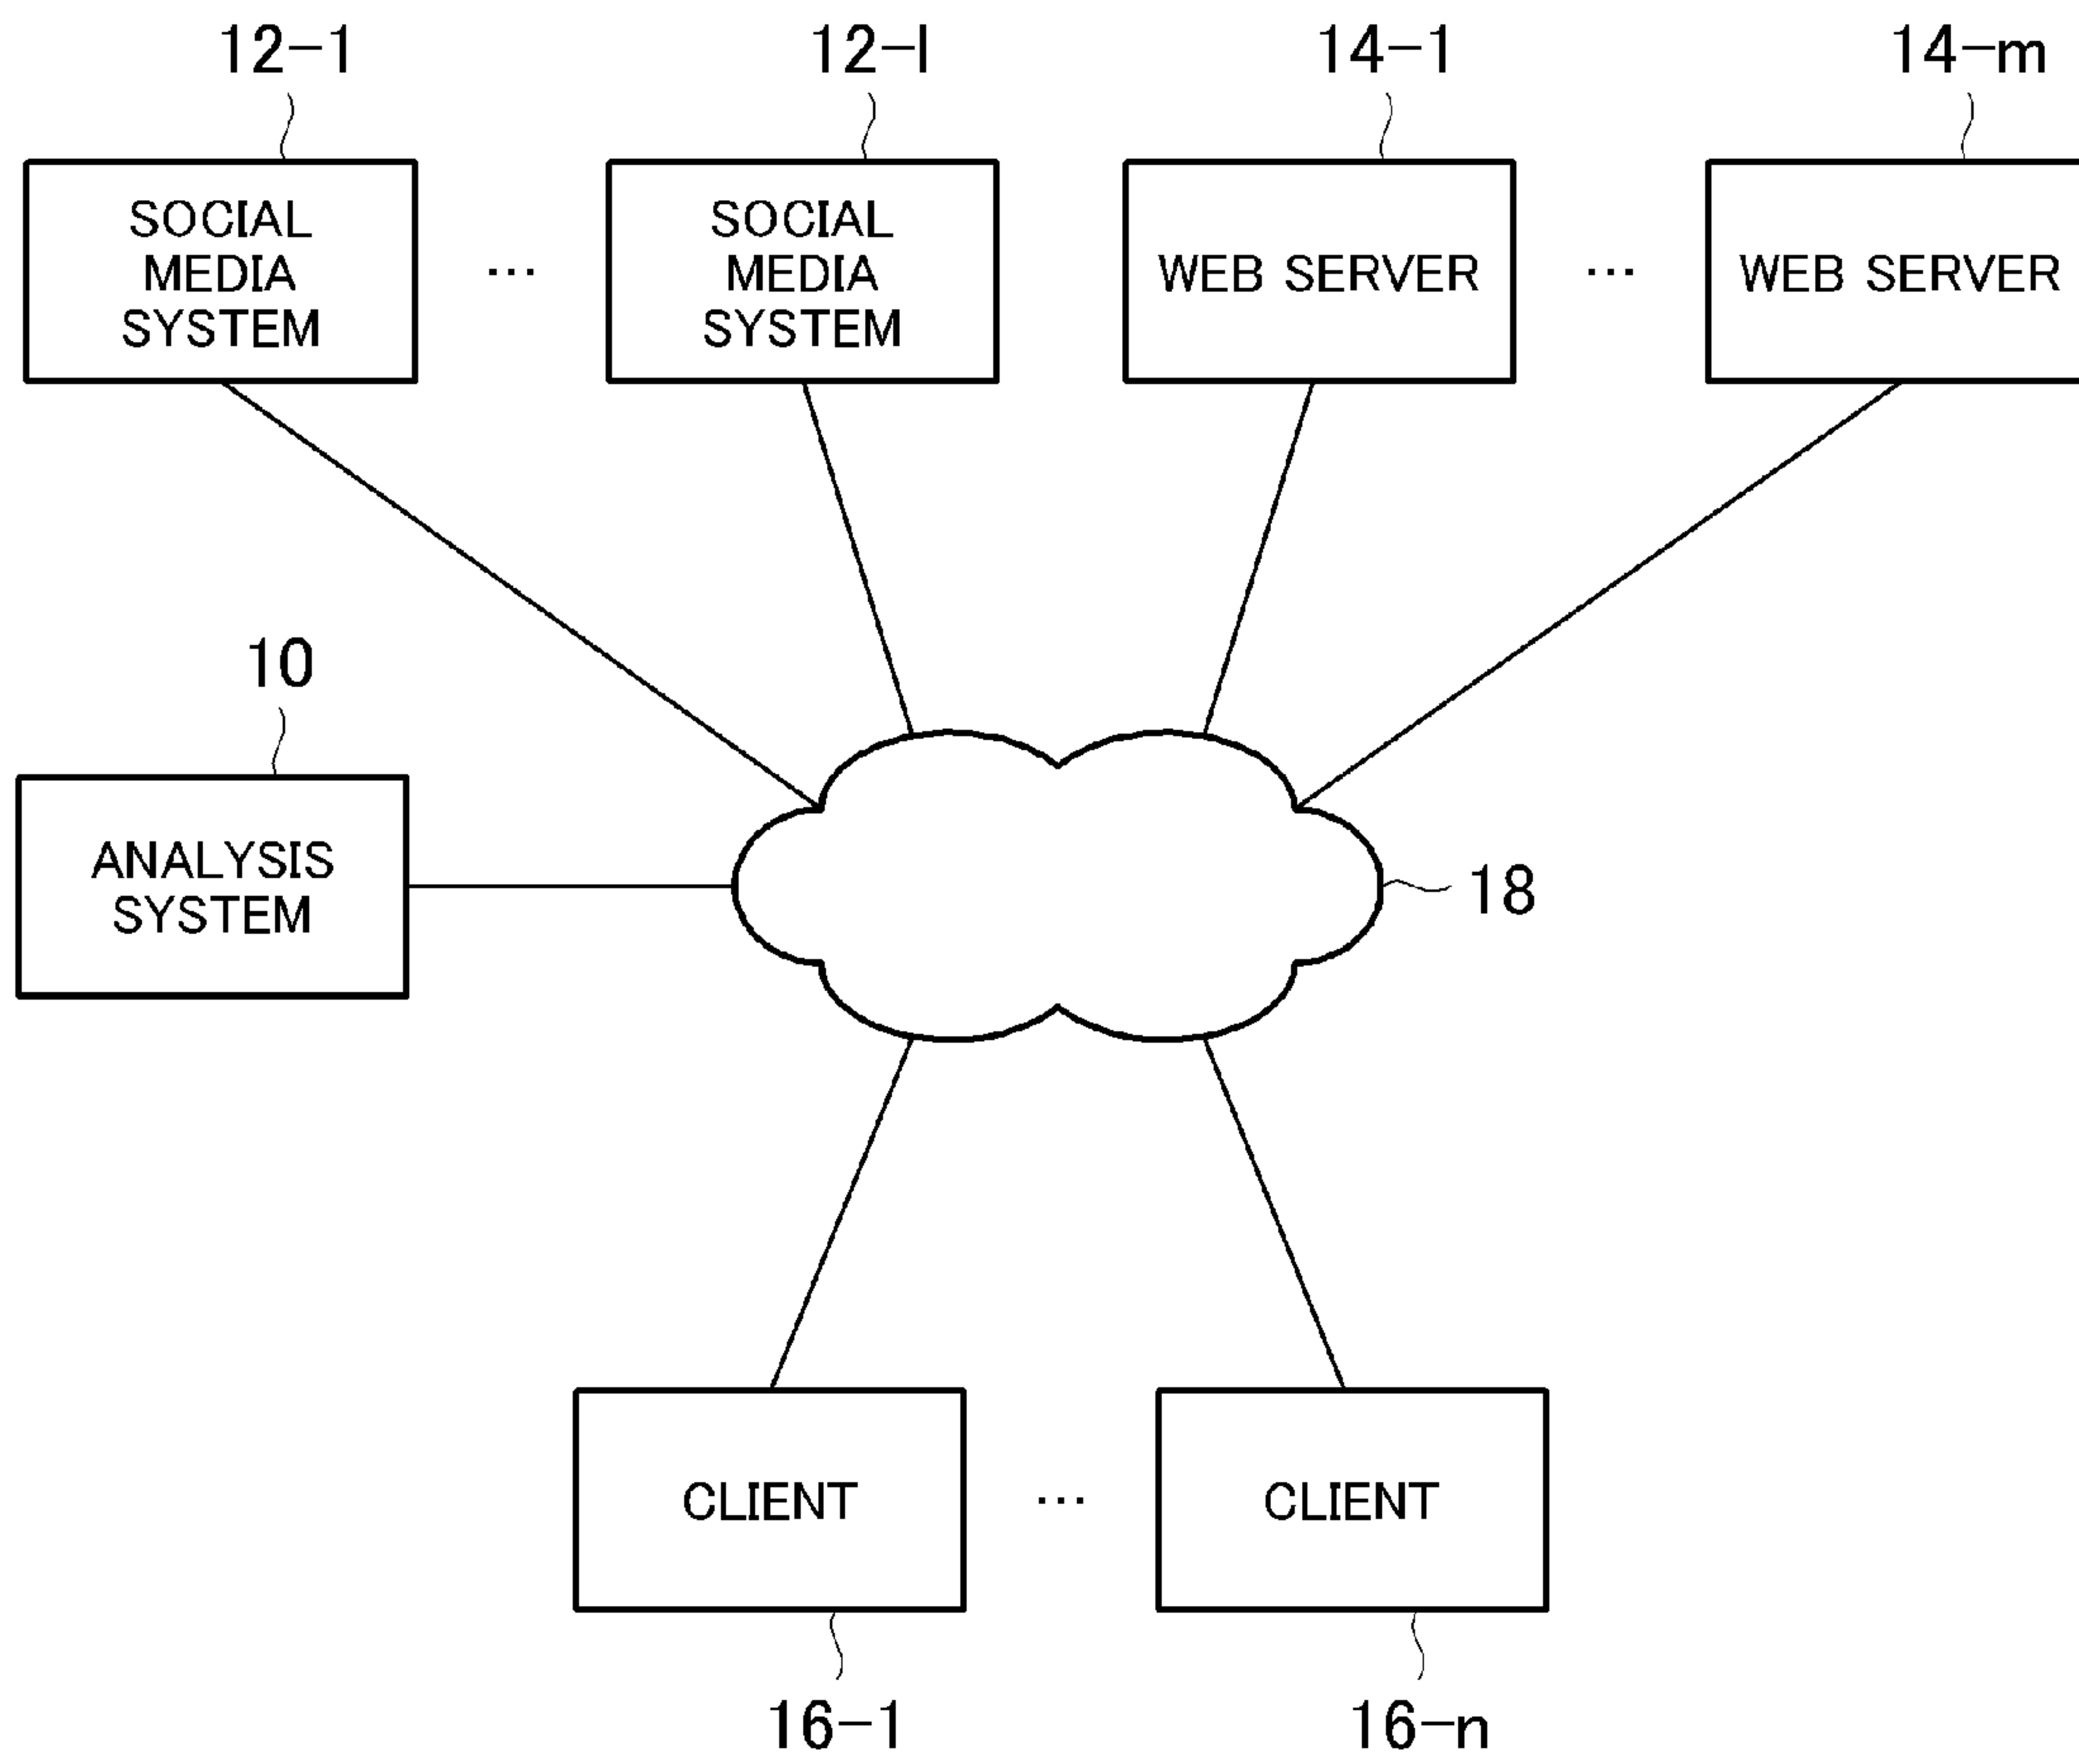 12-1
12-l
14-1
14-m
SOCIAL
MEDIA
SYSTEM
...
SOCIAL
MEDIA
SYSTEM
WEB SERVER
...
WEB SERVER
10
ANALYSIS
SYSTEM
18
CLIENT
...
CLIENT
16-1
16-n